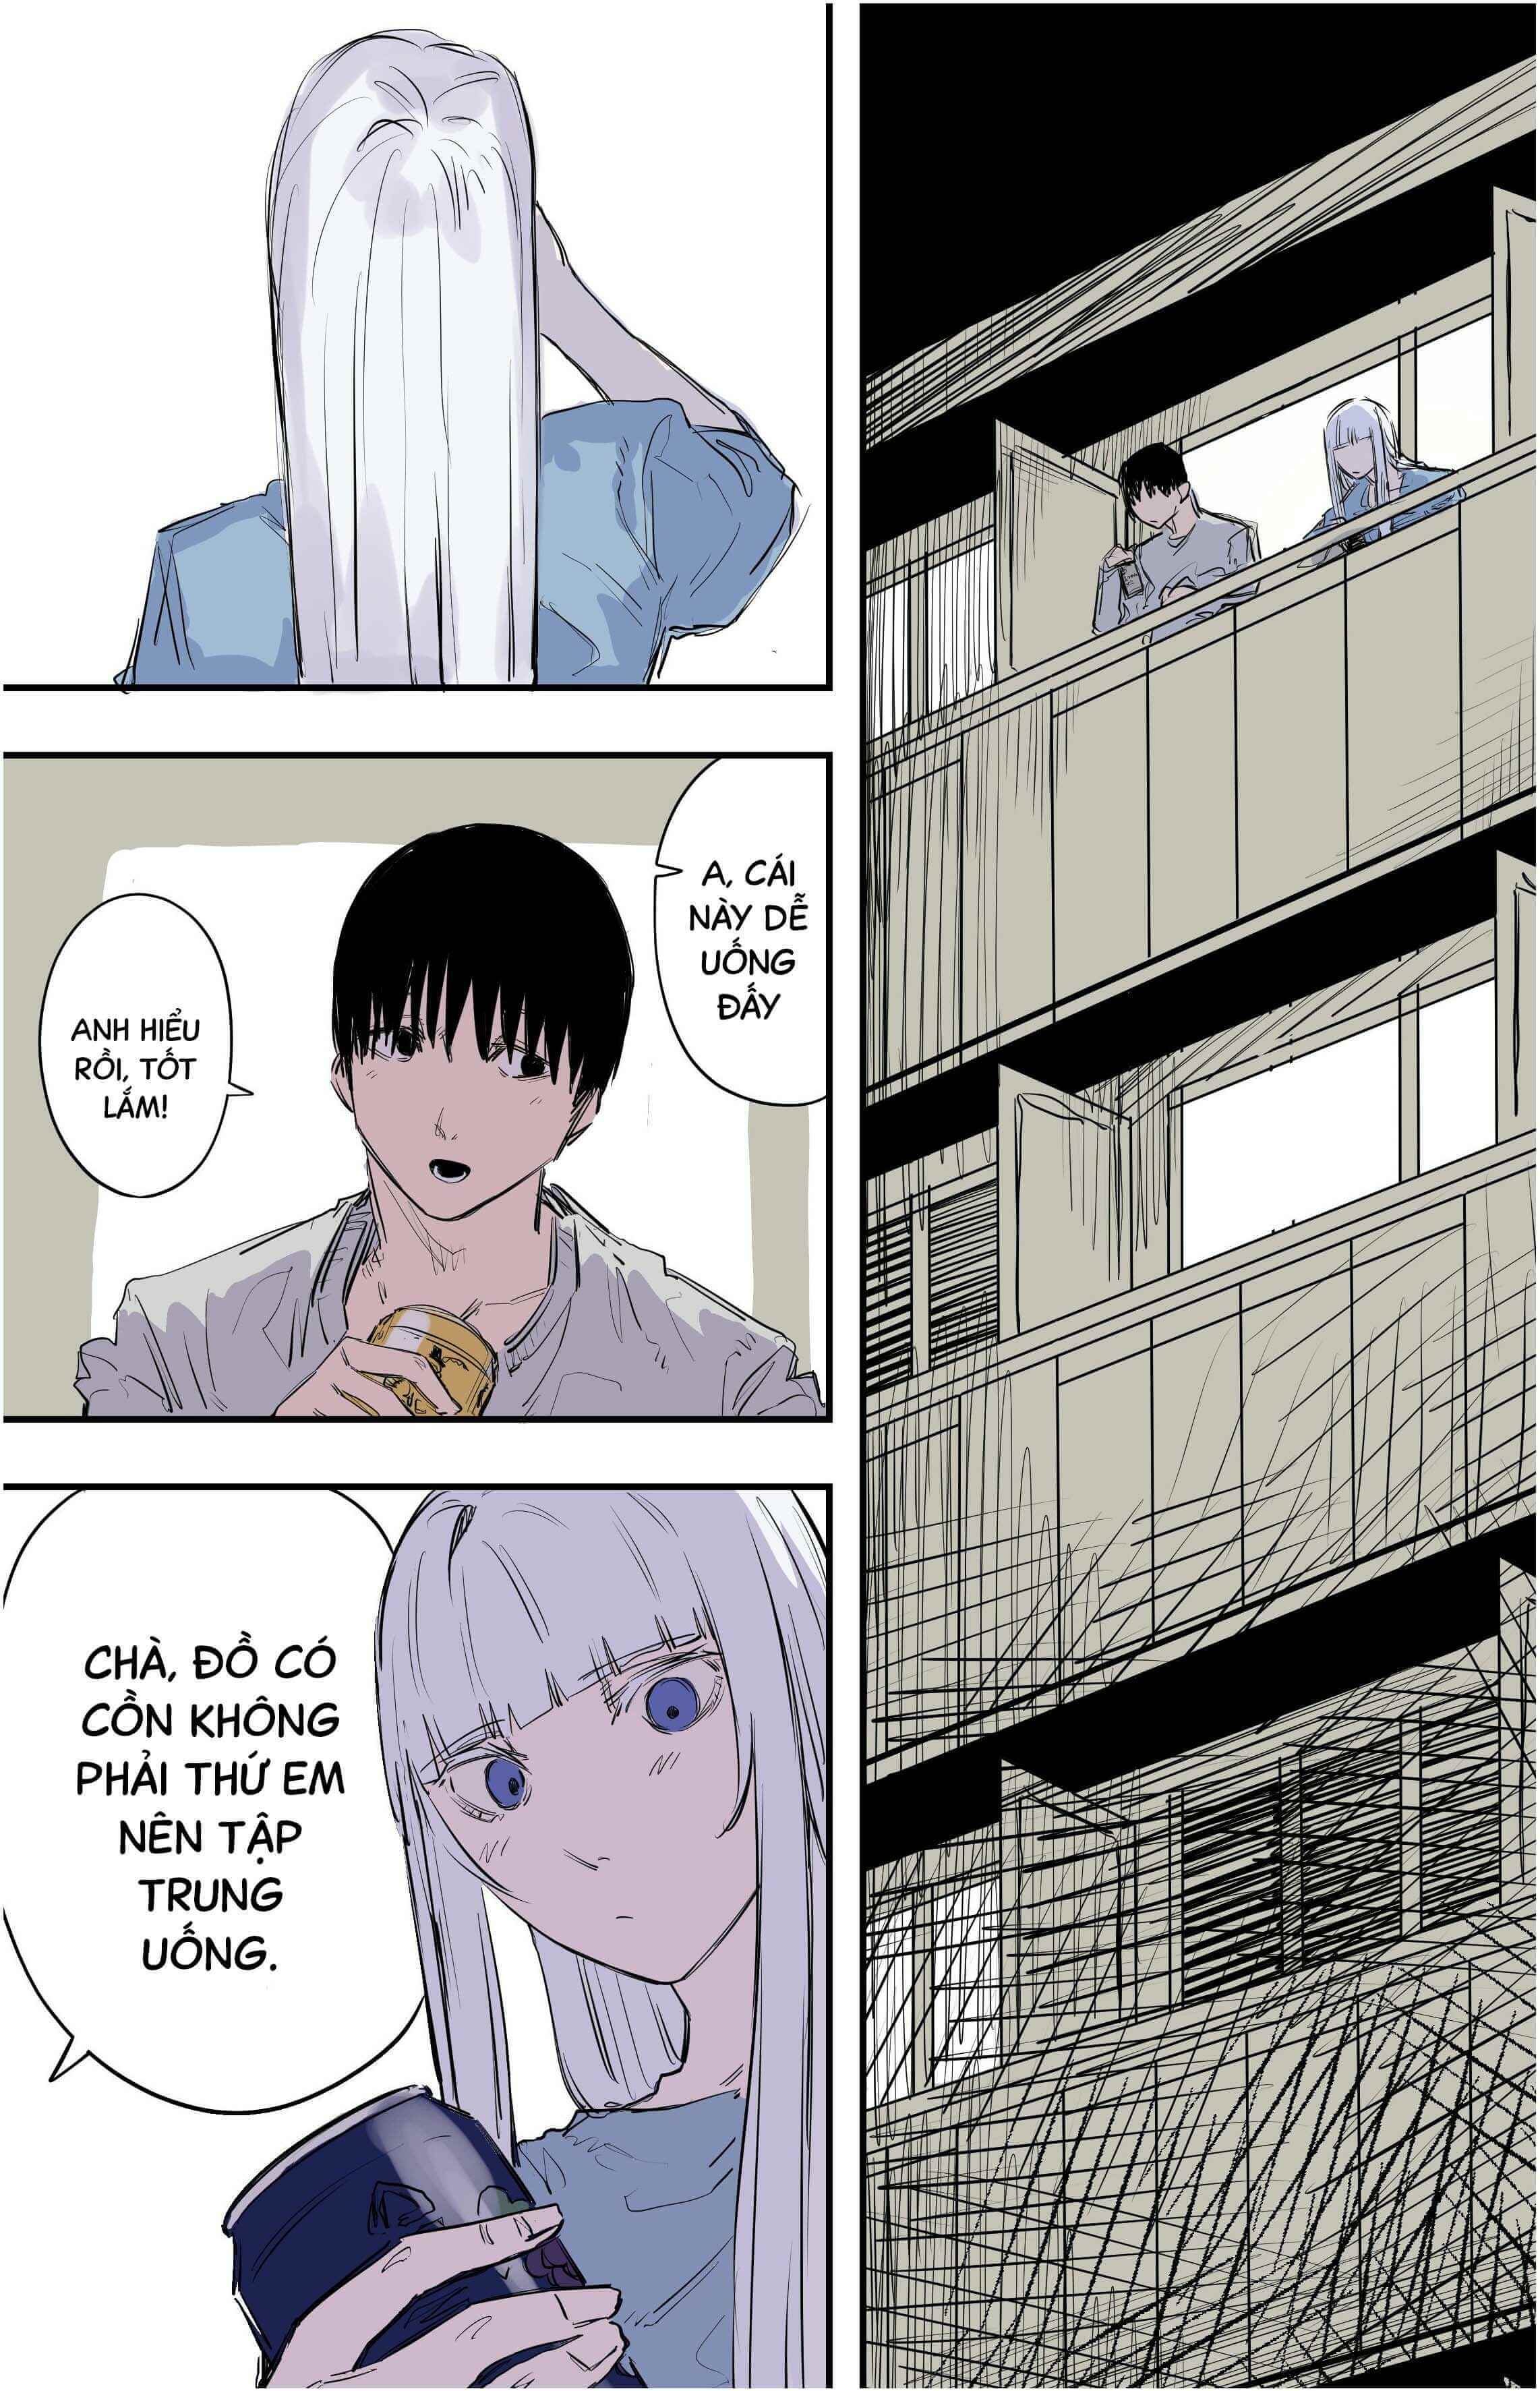 A, CÁI
NÀY DỄ
UỐNG
ĐẤY
ANH HIỂU
RỒI, TỐT
LẮM!
CHÀ, ĐỒ CÓ
CỒN KHÔNG
PHẢI THỨ EM
NÊN TẬP
TRUNG
UỐNG.